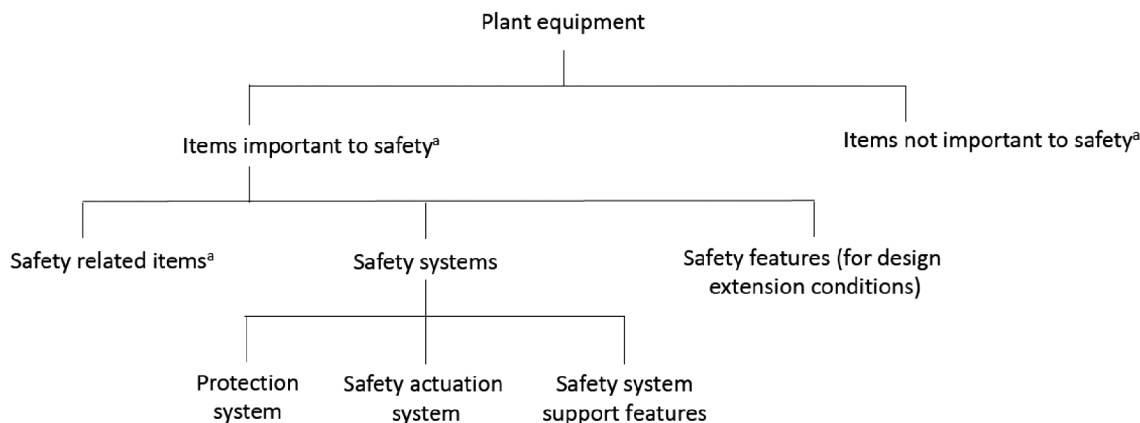 Plant equipment
Items important to safetyᵃ
Items not important to safetyᵃ
Safety related itemsᵃ
Safety systems
Safety features (for design
extension conditions)
Protection
system
Safety actuation
system
Safety system
support features